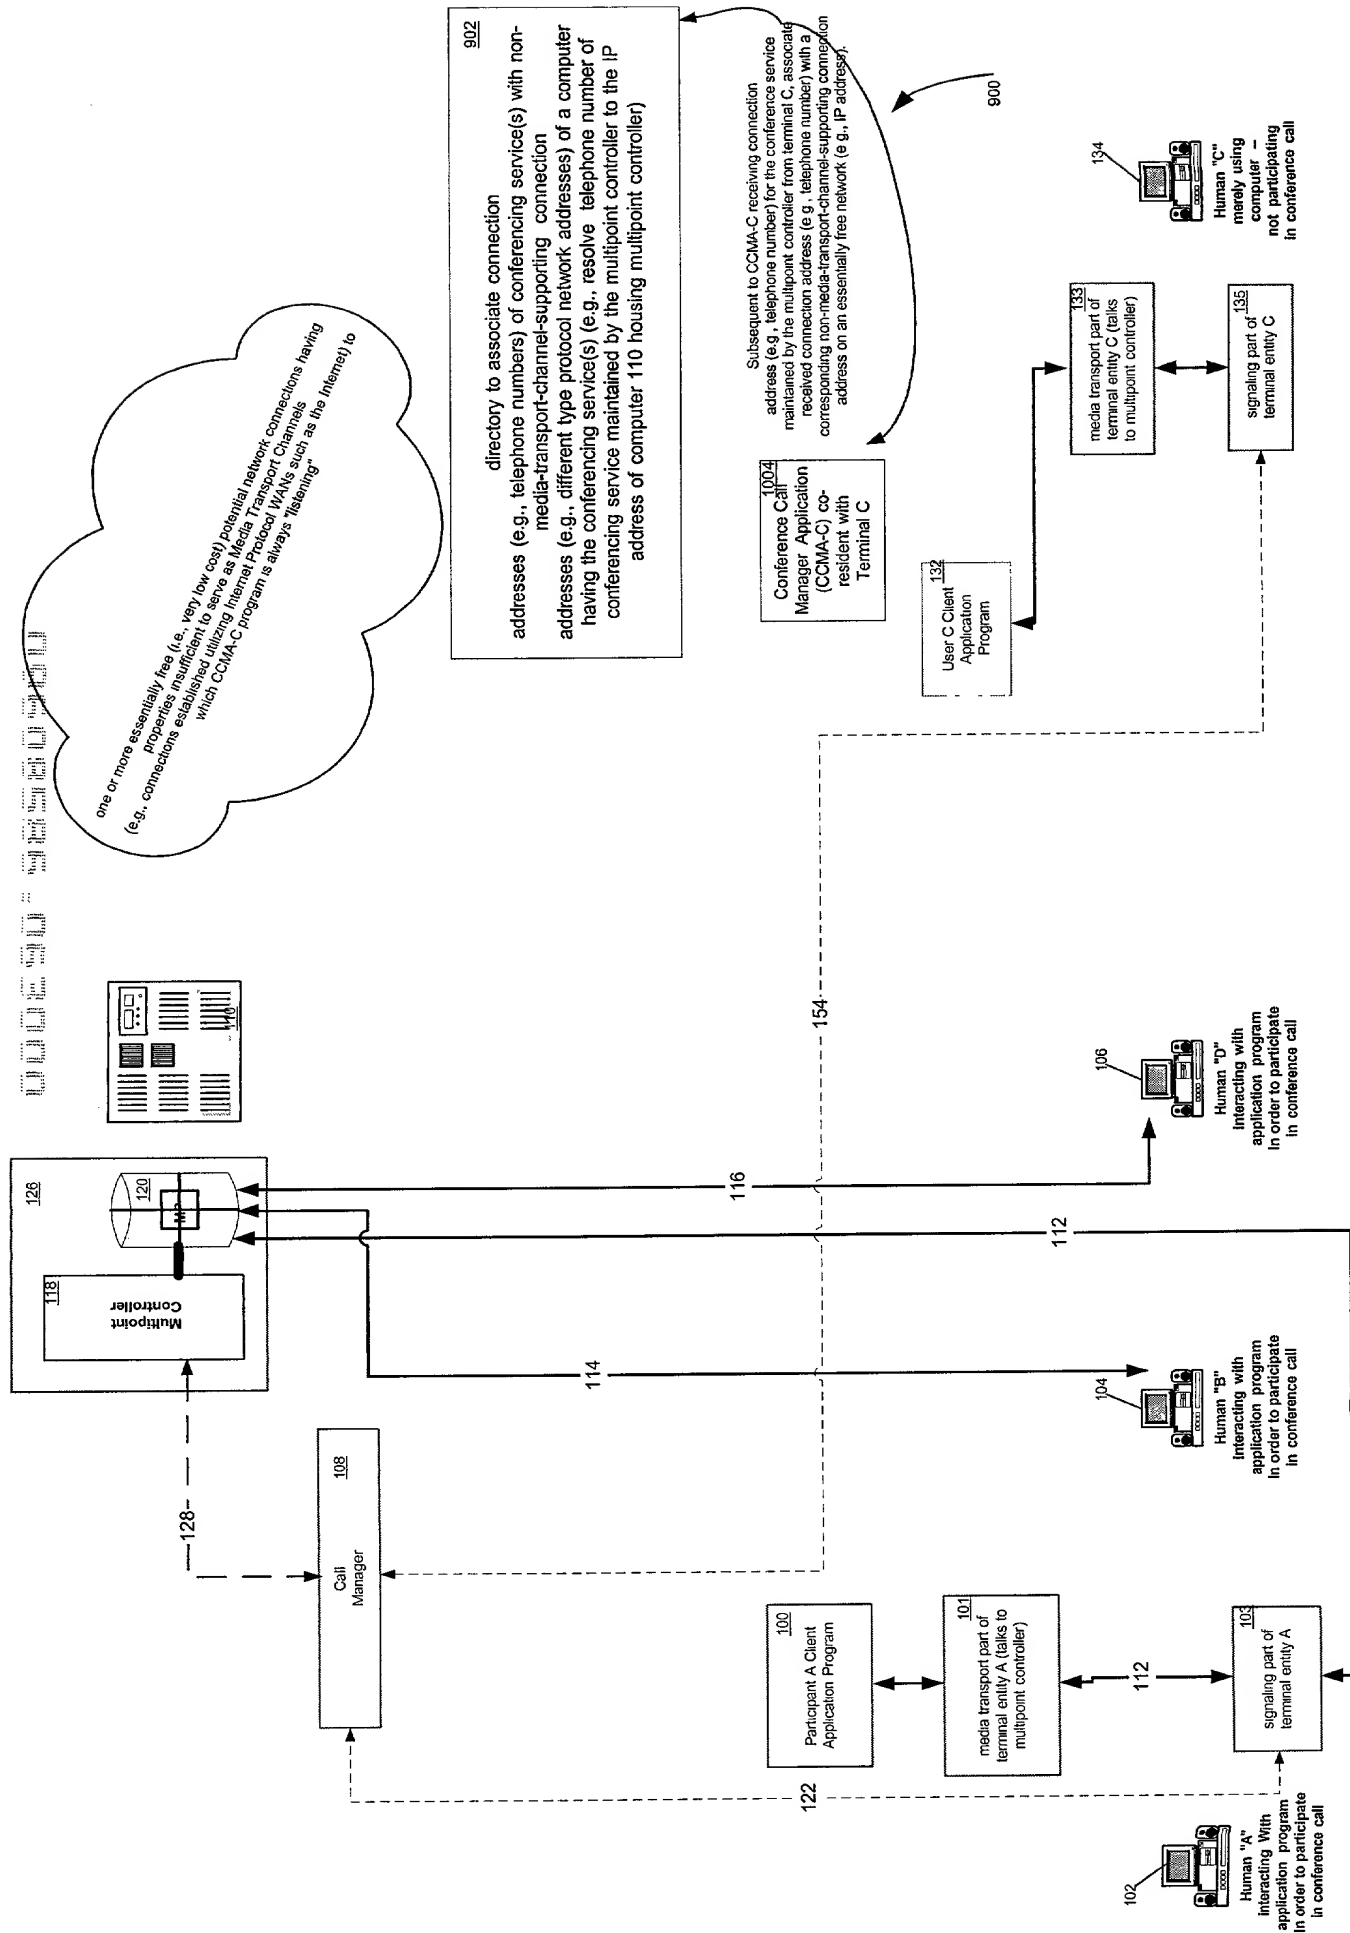 one or more essentially free (i.e., very low cost) potential network connections having
properties insufficient to serve as Media Transport Channels
(e.g., connections established utilizing Internet Protocol WANs such as the Internet) to
which CCMA-C program is always "listening"
902
directory to associate connection
addresses (e.g., telephone numbers) of conferencing service(s) with non-
media-transport-channel-supporting connection
addresses (e.g., different type protocol network addresses) of a computer
having the conferencing service(s) (e.g., resolve telephone number of
conferencing service maintained by the multipoint controller to the IP
address of computer 110 housing multipoint controller)
Subsequent to CCMA-C receiving connection
address (e.g., telephone number) for the conference service
maintained by the multipoint controller from terminal C, associate
received connection address (e g , telephone number) with a
corresponding non-media-transport-channel-supporting connection
address on an essentially free network (e g., IP address).
900
1004
Conference Call
Manager Application
(CCMA-C) co-
resident with
Terminal C
132
User C Client
Application
Program
133
media transport part of
terminal entity C (talks
to multipoint controller)
135
signaling part of
terminal entity C
134
Human "C"
merely using
computer –
not participating
in conference call
110
126
120
MP
118
Multipoint
Controller
128
108
Call
Manager
154
116
112
114
106
Human "D"
Interacting with
application program
In order to participate
in conference call
104
Human "B"
Interacting with
application program
In order to participate
in conference call
100
Participant A Client
Application Program
101
media transport part of
terminal entity A (talks to
multipoint controller)
112
103
signaling part of
terminal entity A
122
102
Human "A"
Interacting With
application program
In order to participate
in conference call